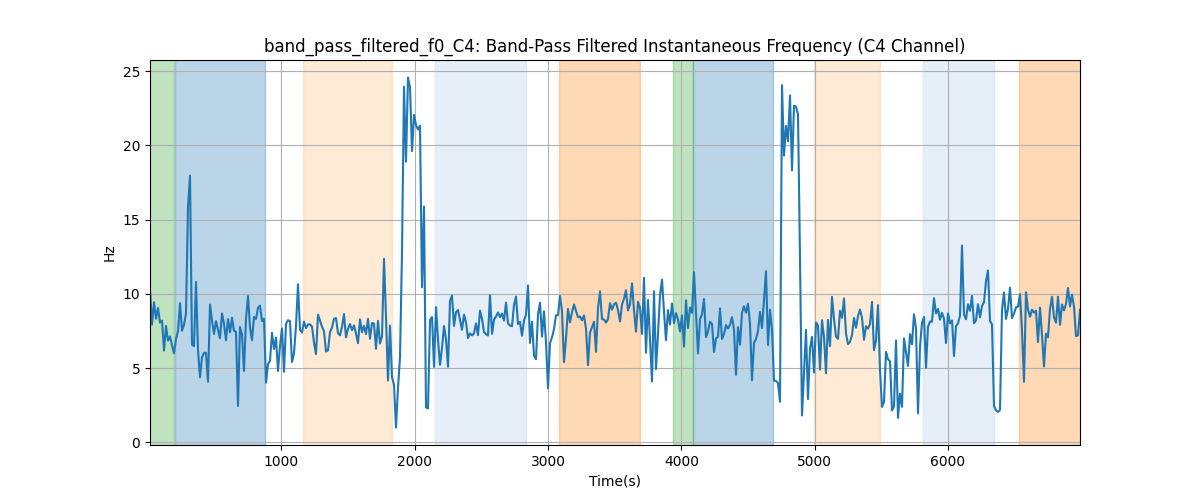 band_pass_filtered_f0_C4: Band-Pass Filtered Instantaneous Frequency (C4 Channel)
25
20
15
10
5
0
Hz
1000 2000 3000 4000 5000 6000
Time(s)